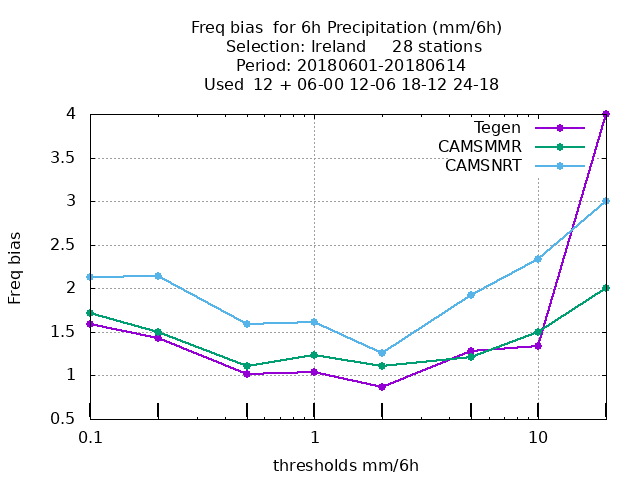 Freq bias  for 6h Precipitation (mm/6h)
Selection: Ireland     28 stations
Period: 20180601-20180614
Used  12 + 06-00 12-06 18-12 24-18
Tegen
CAMSMMR
CAMSNRT
4
3.5
3
2.5
2
1.5
1
0.5
Freq bias
0.1
1
10
thresholds mm/6h